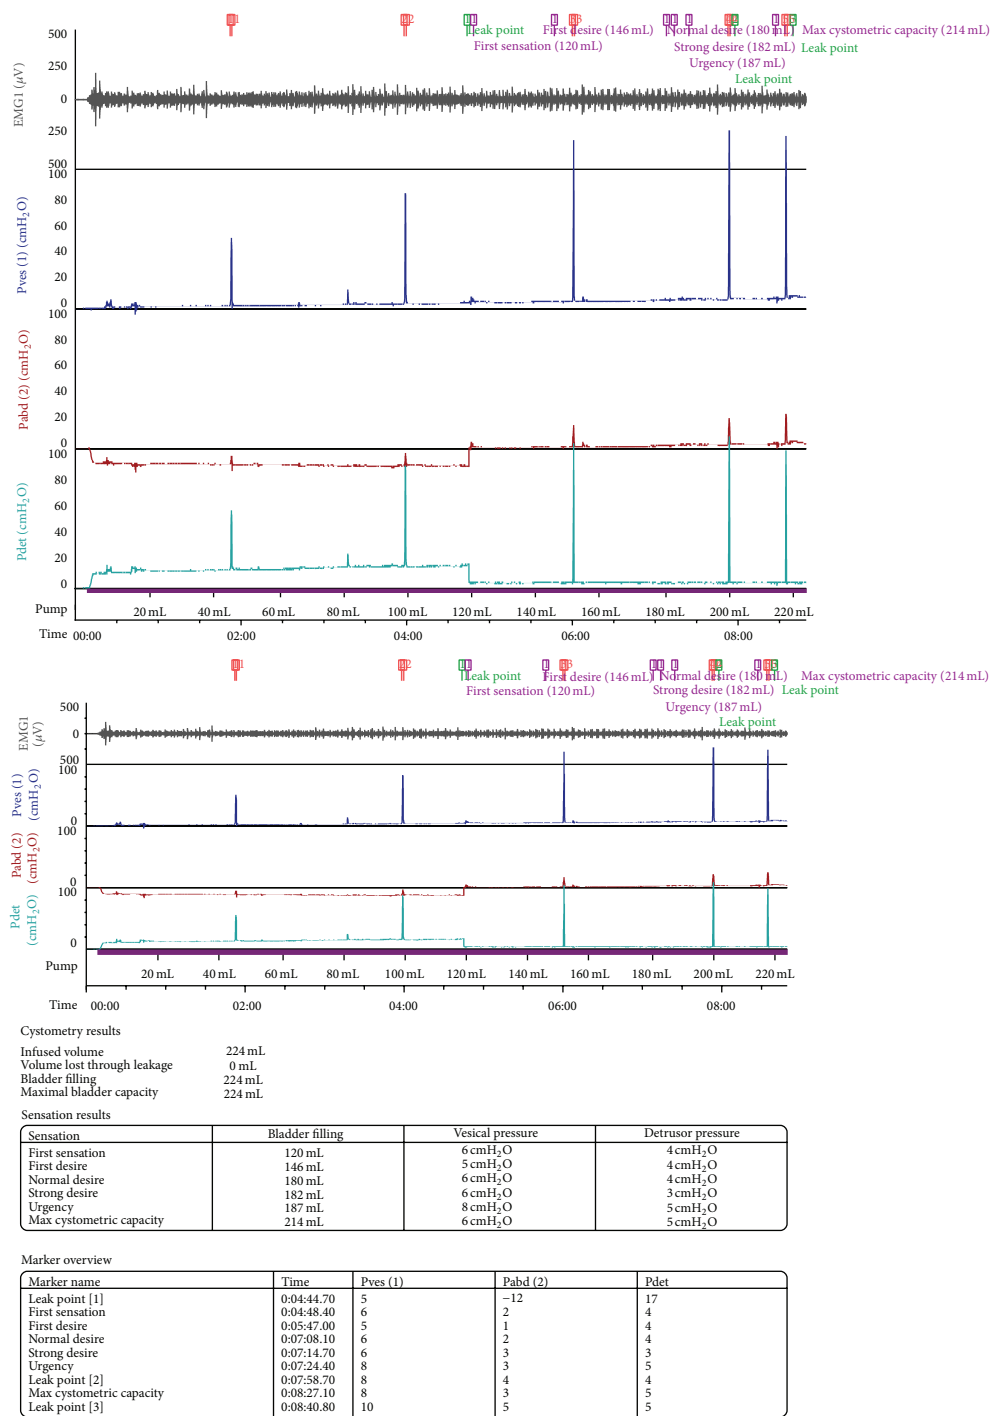 1 2 1 1 1 3 1 1 1 2 1 3
Leak point First desire (146 mL) Normal desire (180 mL) Max cystometric capacity (214 mL)
First sensation (120 mL) Strong desire (182 mL) Leak point
Urgency (187 mL)
Leak point
EMG1 (μV)
500
250
0
250
500
Pves (1) (cmH2O)
100
80
60
40
20
0
Pabd (2) (cmH2O)
100
80
60
40
20
0
Pdet (cmH2O)
100
80
60
40
20
0
Pump 20 mL 40 mL 60 mL 80 mL 100 mL 120 mL 140 mL 160 mL 180 mL 200 mL 220 mL
Time 00:00 02:00 04:00 06:00 08:00
Leak point First desire (146 mL) Normal desire (180 mL) Max cystometric capacity (214 mL)
First sensation (120 mL) Strong desire (182 mL) Leak point
Urgency (187 mL)
Leak point
EMG1 (μV)
500
0
500
Pves (1) (cmH2O)
100
0
Pabd (2) (cmH2O)
100
0
Pdet (cmH2O)
100
0
Pump 20 mL 40 mL 60 mL 80 mL 100 mL 120 mL 140 mL 160 mL 180 mL 200 mL 220 mL
Time 00:00 02:00 04:00 06:00 08:00
Cystometry results
Infused volume 224 mL
Volume lost through leakage 0 mL
Bladder filling 224 mL
Maximal bladder capacity 224 mL
Sensation results
Sensation Bladder filling Vesical pressure Detrusor pressure
First sensation 120 mL 6 cmH2O 4 cmH2O
First desire 146 mL 5 cmH2O 4 cmH2O
Normal desire 180 mL 6 cmH2O 4 cmH2O
Strong desire 182 mL 6 cmH2O 3 cmH2O
Urgency 187 mL 8 cmH2O 5 cmH2O
Max cystometric capacity 214 mL 6 cmH2O 5 cmH2O
Marker overview
Marker name Time Pves (1) Pabd (2) Pdet
Leak point [1] 0:04:44.70 5 −12 17
First sensation 0:04:48.40 6 2 4
First desire 0:05:47.00 5 1 4
Normal desire 0:07:08.10 6 2 4
Strong desire 0:07:14.70 6 3 3
Urgency 0:07:24.40 8 3 5
Leak point [2] 0:07:58.70 8 4 4
Max cystometric capacity 0:08:27.10 8 3 5
Leak point [3] 0:08:40.80 10 5 5